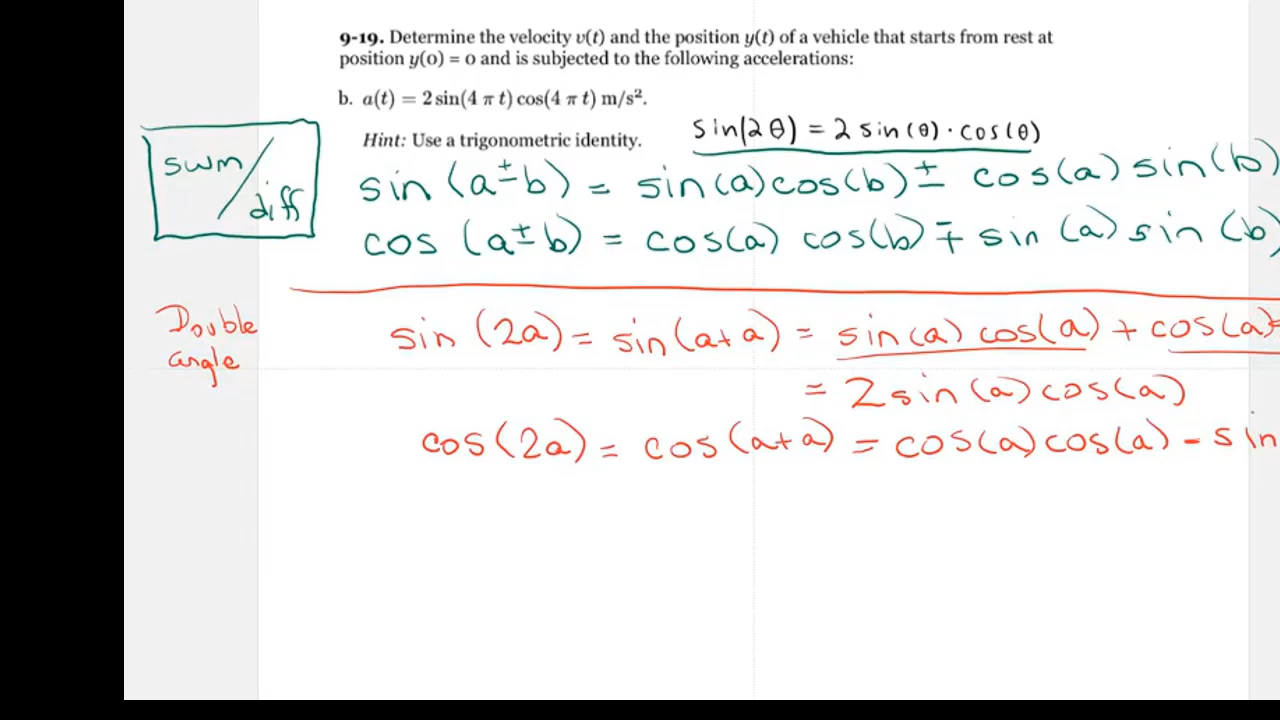 9-19. Determine the velocity v(t) and the position y(t) of a vehicle that starts from rest at
position y(0) = 0 and is subjected to the following accelerations:
b. a(t) = 2 sin(4 π t) cos(4 π t) m/s².
Hint: Use a trigonometric identity. sin(2θ) = 2 sin(θ) · cos(θ)
sum / diff
sin (a ± b) = sin(a) cos(b) ± cos(a) sin(b)
cos (a ± b) = cos(a) cos(b) ∓ sin(a) sin(b)
Double angle
sin (2a) = sin(a+a) = sin(a) cos(a) + cos(a)
= 2 sin(a) cos(a)
cos(2a) = cos(a+a) = cos(a) cos(a) - sin